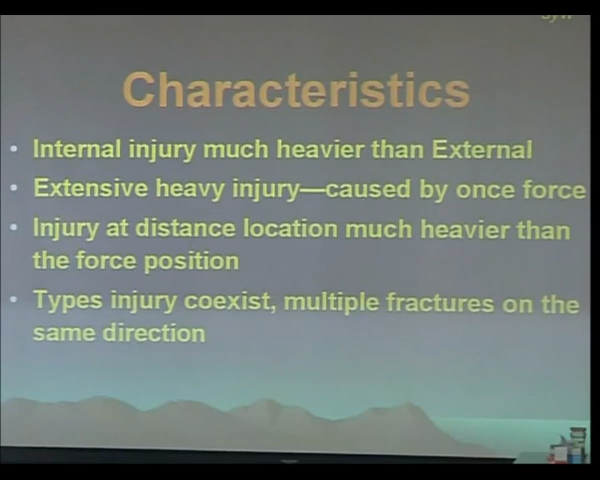 Characteristics
• Internal injury much heavier than External
• Extensive heavy injury—caused by once force
• Injury at distance location much heavier than
the force position
• Types injury coexist, multiple fractures on the
same direction